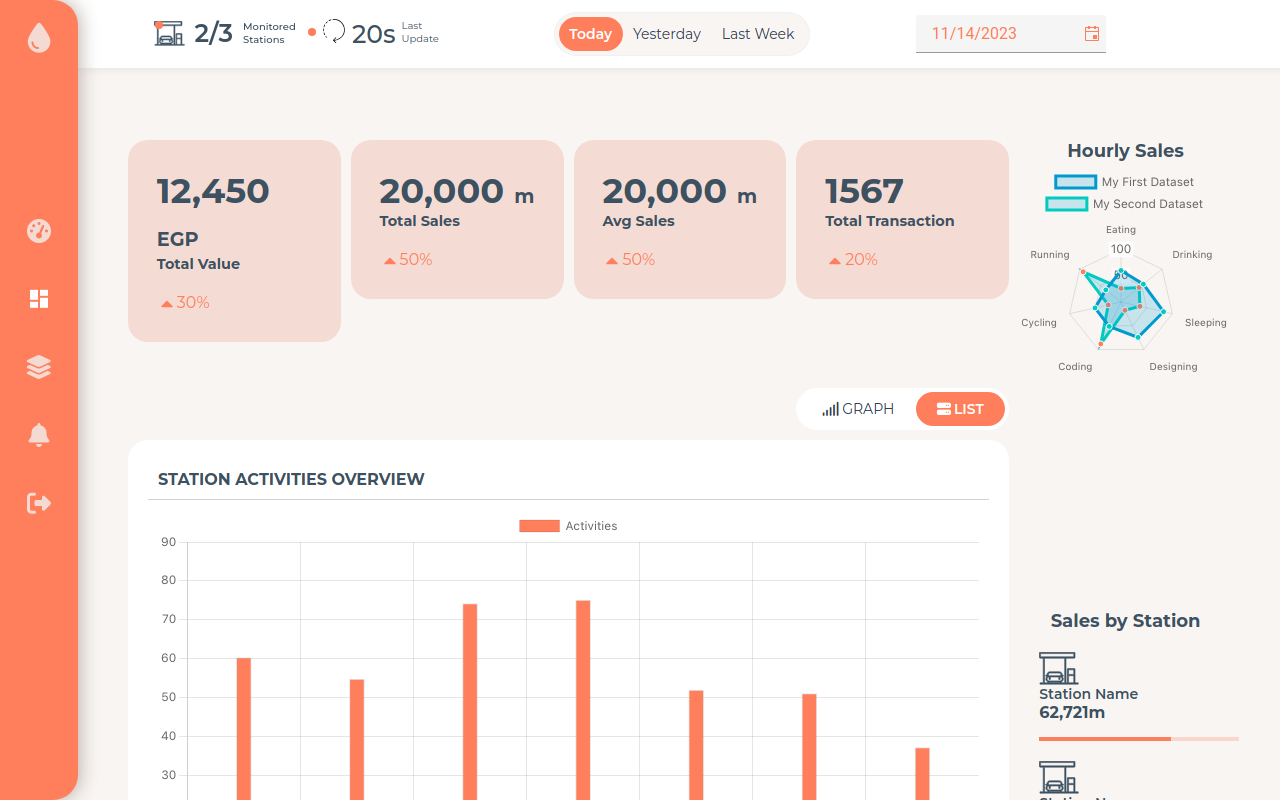 2/3
Monitored
Stations
20s
Last
Update
Today
Yesterday
Last Week
11/14/2023
12,450
EGP
Total Value
30%
20,000 m
Total Sales
50%
20,000 m
Avg Sales
50%
1567
Total Transaction
20%
Hourly Sales
My First Dataset
My Second Dataset
Eating
100
50
Running
Drinking
Cycling
Sleeping
Coding
Designing
GRAPH
LIST
STATION ACTIVITIES OVERVIEW
Activities
90
80
70
60
50
40
30
Sales by Station
Station Name
62,721m